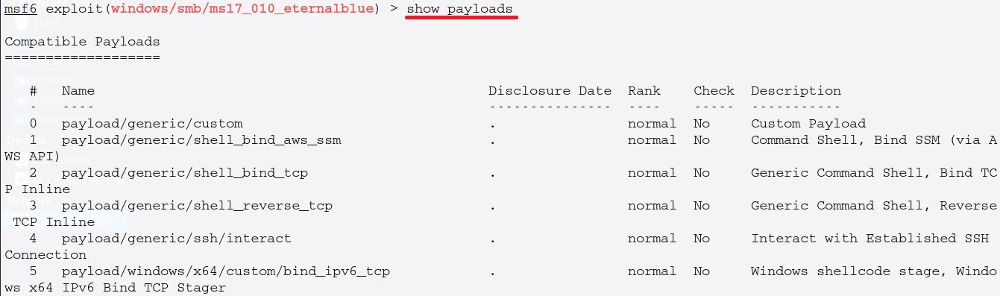 msf6 exploit(windows/smb/ms17_010_eternalblue) > show payloads
Compatible Payloads
===================
#   Name   Disclosure Date   Rank   Check   Description
-   ----   ---------------   ----   -----   -----------
0   payload/generic/custom   .   normal   No   Custom Payload
1   payload/generic/shell_bind_aws_ssm   .   normal   No   Command Shell, Bind SSM (via A
WS API)
2   payload/generic/shell_bind_tcp   .   normal   No   Generic Command Shell, Bind TC
P Inline
3   payload/generic/shell_reverse_tcp   .   normal   No   Generic Command Shell, Reverse
TCP Inline
4   payload/generic/ssh/interact   .   normal   No   Interact with Established SSH
Connection
5   payload/windows/x64/custom/bind_ipv6_tcp   .   normal   No   Windows shellcode stage, Windo
ws x64 IPv6 Bind TCP Stager